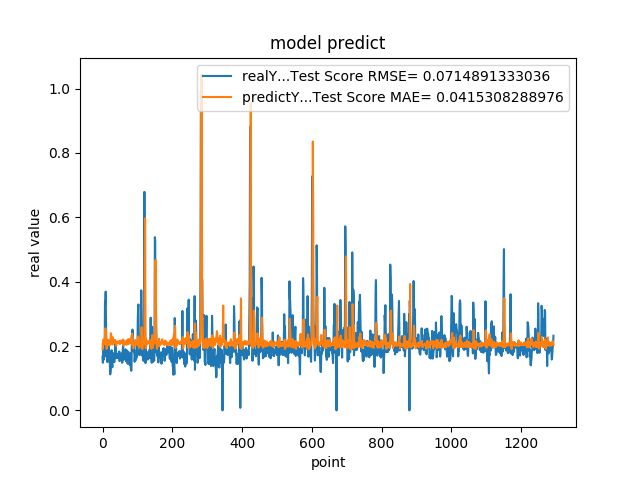 model predict
realY...Test Score RMSE= 0.0714891333036
predictY...Test Score MAE= 0.0415308288976
1.0
0.8
0.6
0.4
0.2
0.0
real value
0 200 400 600 800 1000 1200
point